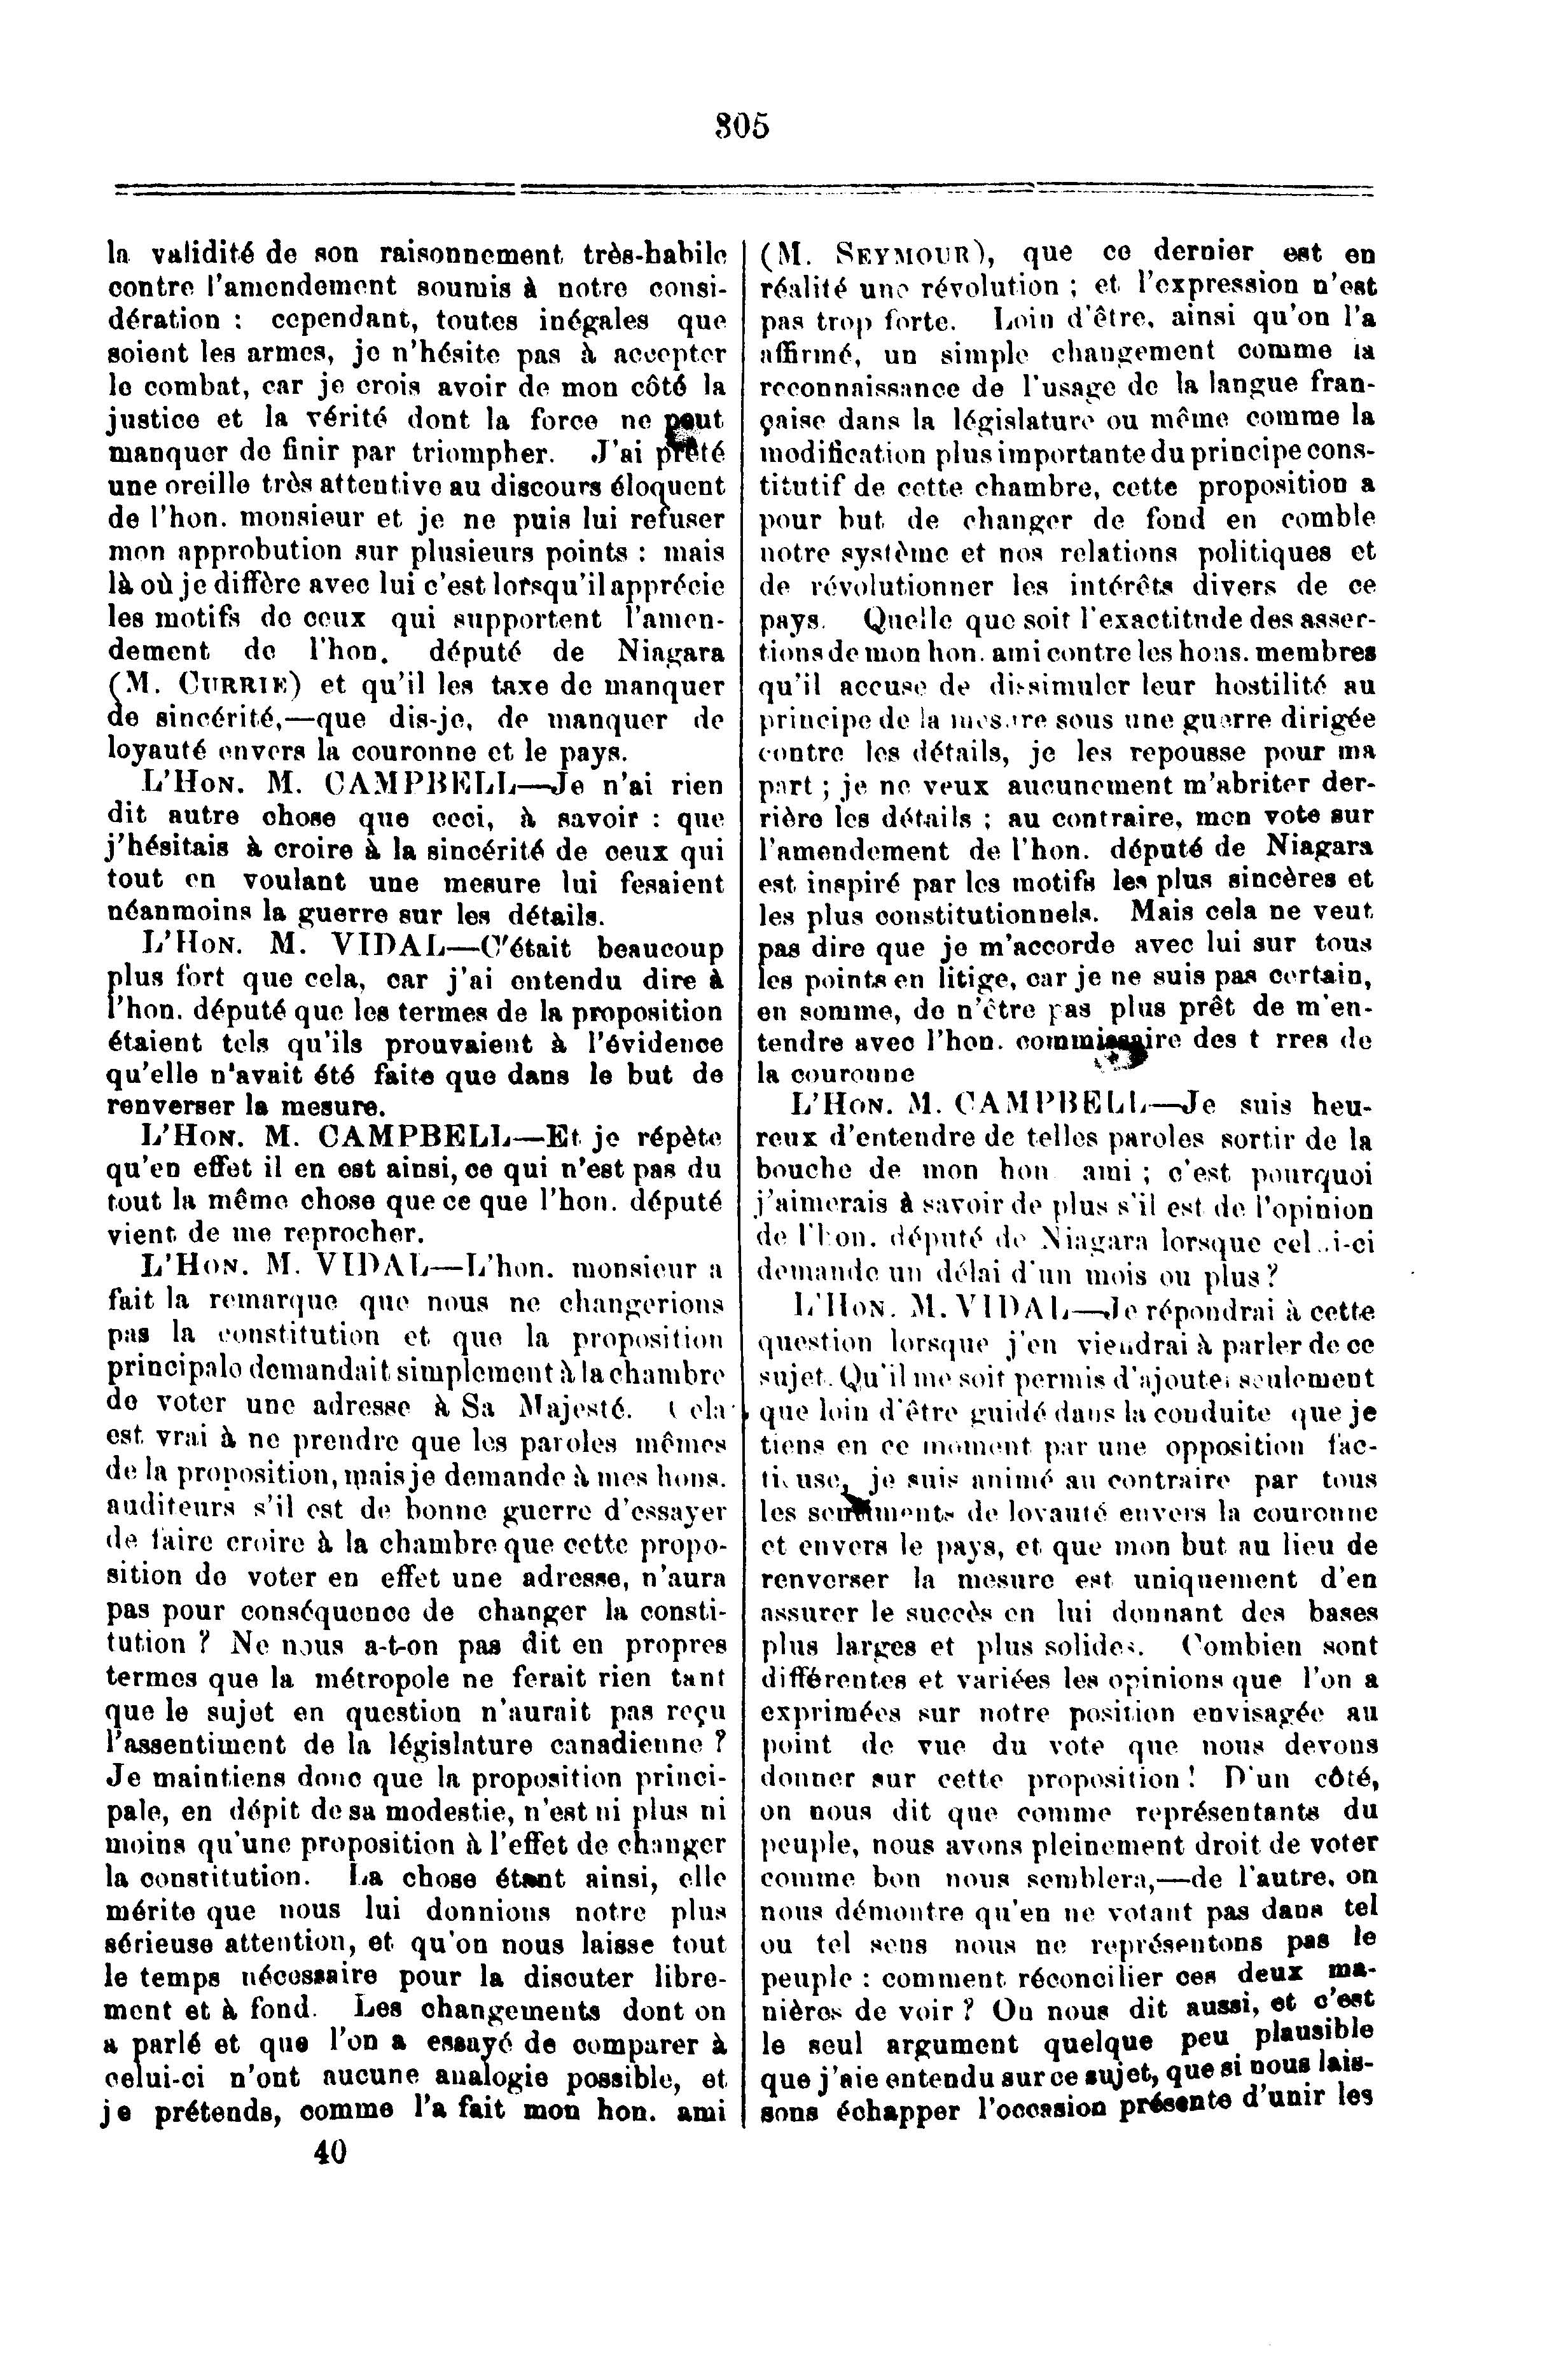 305
la validité de son raisonnement très-habile
contre l'amendement soumis à notre consi-
dération : cependant, toutes inégales que
soient les armes, je n'hésite pas à accepter
le combat, car je crois avoir de mon côté la
justice et la vérité dont la force ne peut
manquer de finir par triompher. J'ai prêté
une oreille très attentive au discours éloquent
de l'hon. monsieur et je ne puis lui refuser
mon approbution sur plusieurs points : mais
là où je diffère avec lui c'est lorsqu'il apprécie
les motifs de ceux qui supportent l'amen-
dement de l'hon. député de Niagara
(M. CURRIE) et qu'il les taxe de manquer
de sincérité,—que dis-je, de manquer de
loyauté envers la couronne et le pays.
L'HON. M. CAMPBELL—Je n'ai rien
dit autre chose que ceci, à savoir : que
j'hésitais à croire à la sincérité de ceux qui
tout en voulant une mesure lui fesaient
néanmoins la guerre sur les détails.
L'HON. M. VIDAL—C'était beaucoup
plus fort que cela, car j'ai entendu dire à
l'hon. député que les termes de la proposition
étaient tels qu'ils prouvaient à l'évidence
qu'elle n'avait été faite que dans le but de
renverser la mesure.
L'HON. M. CAMPBELL—Et je répète
qu'en effet il en est ainsi, ce qui n'est pas du
tout la même chose que ce que l'hon. député
vient de me reprocher.
L'HON. M. VIDAL—L'hon. monsieur a
fait la remarque que nous ne changerions
pas la constitution et que la proposition
principale demandait simplement à la chambre
de voter une adresse à Sa Majesté. Cela
est vrai à ne prendre que les paroles mêmes
de la proposition, mais je demande à mes hons.
auditeurs s'il est de bonne guerre d'essayer
de faire croire à la chambre que cette propo-
sition de voter en effet une adresse, n'aura
pas pour conséquence de changer la consti-
tution ? Ne nous a-t-on pas dit en propres
termes que la métropole ne ferait rien tant
que le sujet en question n'aurait pas reçu
l'assentiment de la législature canadienne ?
Je maintiens donc que la proposition princi-
pale, en dépit de sa modestie, n'est ni plus ni
moins qu'une proposition à l'effet de changer
la constitution. La chose étant ainsi, elle
mérite que nous lui donnions notre plus
sérieuse attention, et qu'on nous laisse tout
le temps nécessaire pour la discuter libre-
ment et à fond. Les changements dont on
a parlé et que l'on a essayé de comparer à
celui-ci n'ont aucune analogie possible, et
je prétends, comme l'a fait mon hon. ami
40
(M. SEYMOUR), que ce dernier est en
réalité une révolution ; et l'expression n'est
pas trop forte. Loin d'être, ainsi qu'on l'a
affirmé, un simple changement comme la
reconnaissance de l'usage de la langue fran-
çaise dans la législature ou même comme la
modification plus importante du principe cons-
titutif de cette chambre, cette proposition a
pour but de changer de fond en comble
notre système et nos relations politiques et
de révolutionner les intérêts divers de ce
pays. Quelle que soit l'exactitude des asser-
tions de mon hon. ami contre les hons. membres
qu'il accuse de dissimuler leur hostilité au
principe de la mesure sous une guerre dirigée
contre les détails, je les repousse pour ma
part ; je ne veux aucunement m'abriter der-
rière les détails ; au contraire, mon vote sur
l'amendement de l'hon. député de Niagara
est inspiré par les motifs les plus sincères et
les plus constitutionnels. Mais cela ne veut
pas dire que je m'accorde avec lui sur tous
les points en litige, car je ne suis pas certain,
en somme, de n'être pas plus prêt de m'en-
tendre avec l'hon. commissaire des t rres de
la couronne
L'HON. M. CAMPBELL—Je suis heu-
reux d'entendre de telles paroles sortir de la
bouche de mon hon ami ; c'est pourquoi
j'aimerais à savoir de plus s'il est de l'opinion
de l'hon. député de Niagara lorsque celui-ci
demande un délai d'un mois ou plus ?
L'HON. M. VIDAL—Je répondrai à cette
question lorsque j'en viendrai à parler de ce
sujet. Qu'il me soit permis d'ajouter seulement
que loin d'être guidé dans la conduite que je
tiens en ce moment par une opposition fac-
tieuse, je suis animé au contraire par tous
les sentiments de loyauté envers la couronne
et envers le pays, et que mon but au lieu de
renverser la mesure est uniquement d'en
assurer le succès en lui donnant des bases
plus larges et plus solides. Combien sont
différentes et variées les opinions que l'on a
exprimées sur notre position envisagée au
point de vue du vote que nous devons
donner sur cette proposition ! D'un côté,
on nous dit que comme représentants du
peuple, nous avons pleinement droit de voter
comme bon nous semblera,—de l'autre, on
nous démontre qu'en ne votant pas dans tel
ou tel sens nous ne représentons pas le
peuple : comment réconcilier ces deux ma-
nières de voir ? On nous dit aussi, et c'est
le seul argument quelque peu plausible
que j'aie entendu sur ce sujet, que si nous lais-
sons échapper l'occasion présente d'unir les